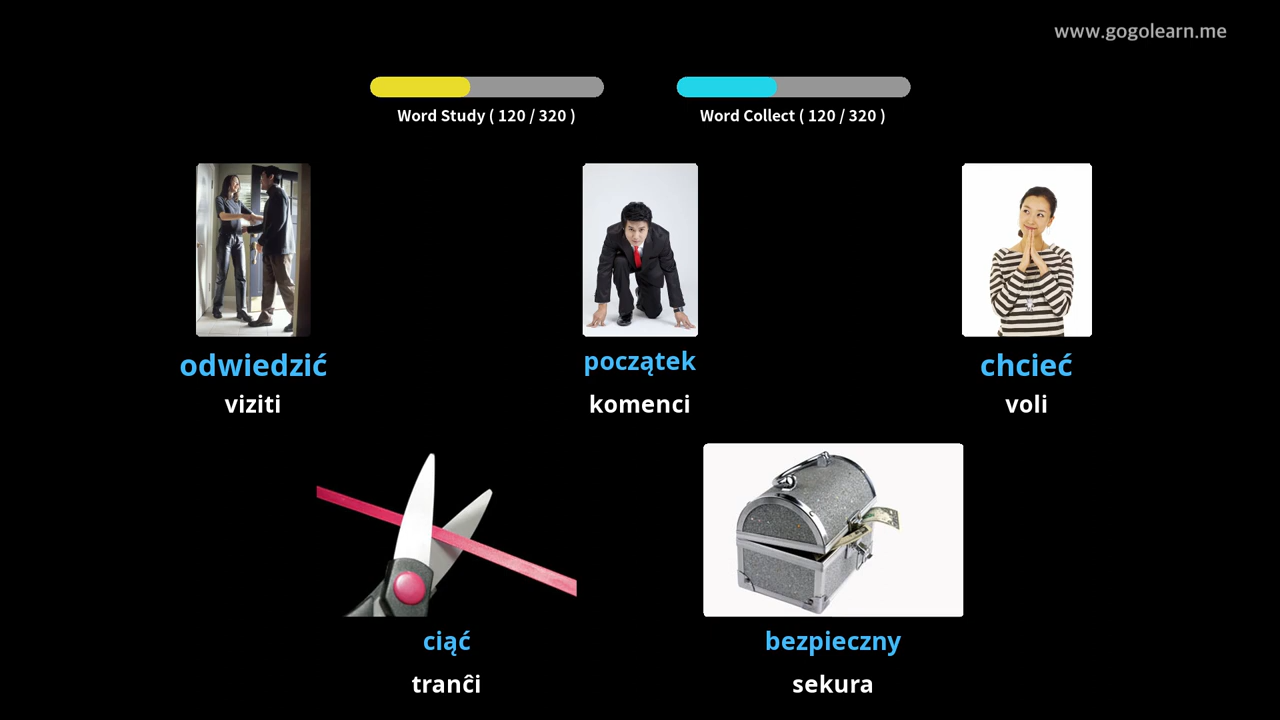 www.gogolearn.me
Word Study ( 120 / 320 )
Word Collect ( 120 / 320 )
odwiedzić
viziti
początek
komenci
chcieć
voli
ciąć
tranĉi
bezpieczny
sekura